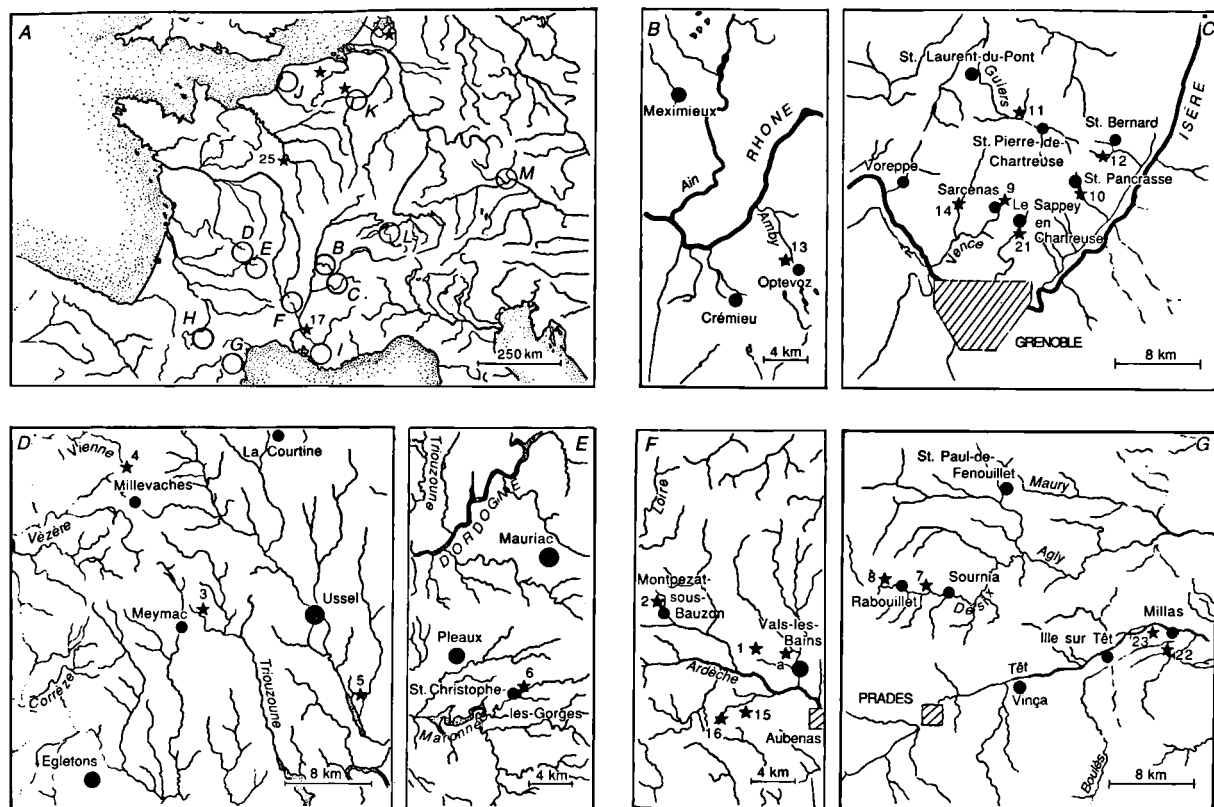 A
J
K
25
M
D
E
B
L
C
F
H
17
G
I
250 km
B
Meximieux
RHONE
Ain
Amby
13
Optevoz
Crémieu
4 km
C
St. Laurent-du-Pont
Guiers
11
ISÈRE
St. Bernard
St. Pierre-de-
Chartreuse
12
Voreppe
St. Pancrasse
Sarcenas
9
10
14
Le Sappey
en
Chartreuse
Vence
21
GRENOBLE
8 km
D
La Courtine
Vienne
4
Millevaches
Vézère
3
Meymac
Ussel
Corrèze
Triouzoune
5
Egletons
8 km
E
Triouzoune
DORDOGNE
Mauriac
Pleaux
6
St. Christophe-
les-Gorges
Maronne
4 km
F
Loire
Montpezat-
sous-
Bauzon
2
Vals-les-
Bains
1
a
Ardèche
15
16
Aubenas
4 km
G
St. Paul-de-
Fenouillet
Maury
Agly
8
7
Sournia
Rabouillet
Désix
Millas
Ille sur Têt
23
22
Têt
PRADES
Vinça
Boulès
8 km